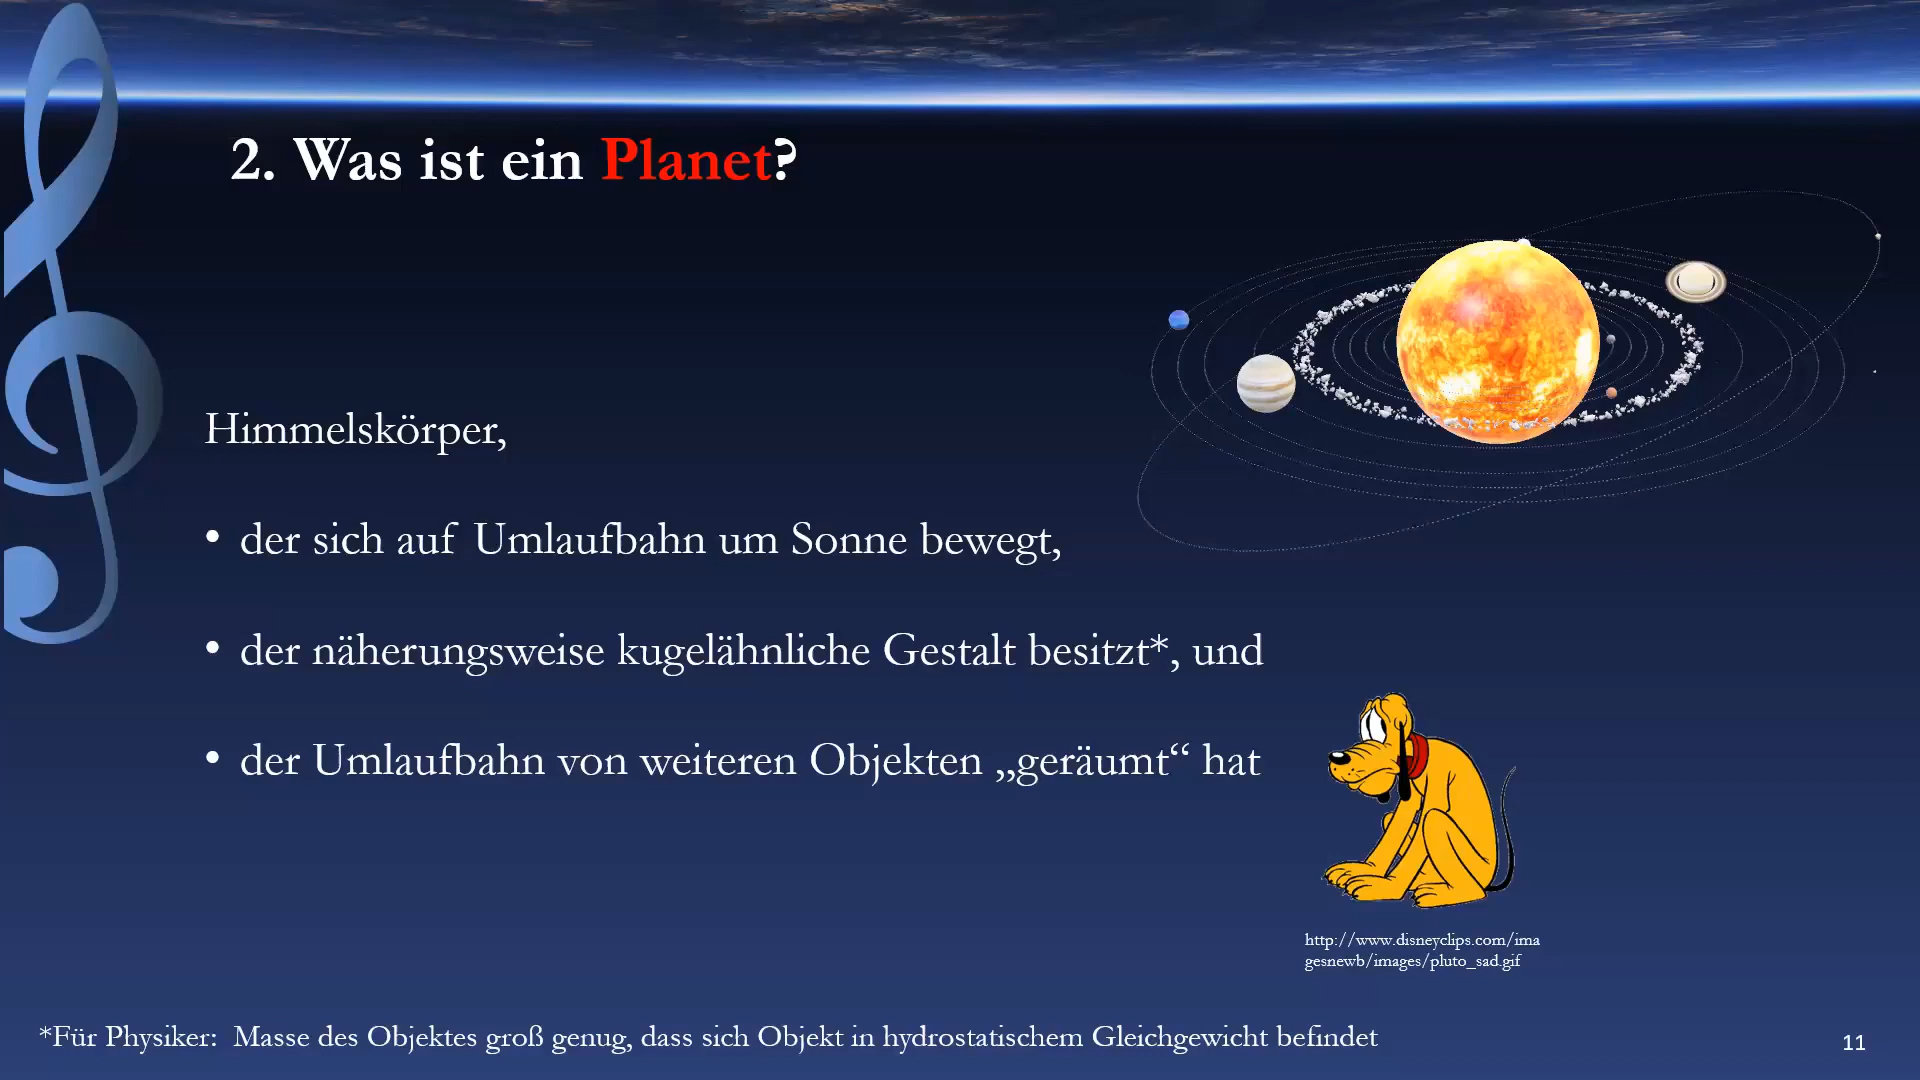 2. Was ist ein Planet?
Himmelskörper,
• der sich auf Umlaufbahn um Sonne bewegt,
• der näherungsweise kugelähnliche Gestalt besitzt*, und
• der Umlaufbahn von weiteren Objekten „geräumt“ hat
http://www.disneyclips.com/ima
gesnewb/images/pluto_sad.gif
*Für Physiker: Masse des Objektes groß genug, dass sich Objekt in hydrostatischem Gleichgewicht befindet
11